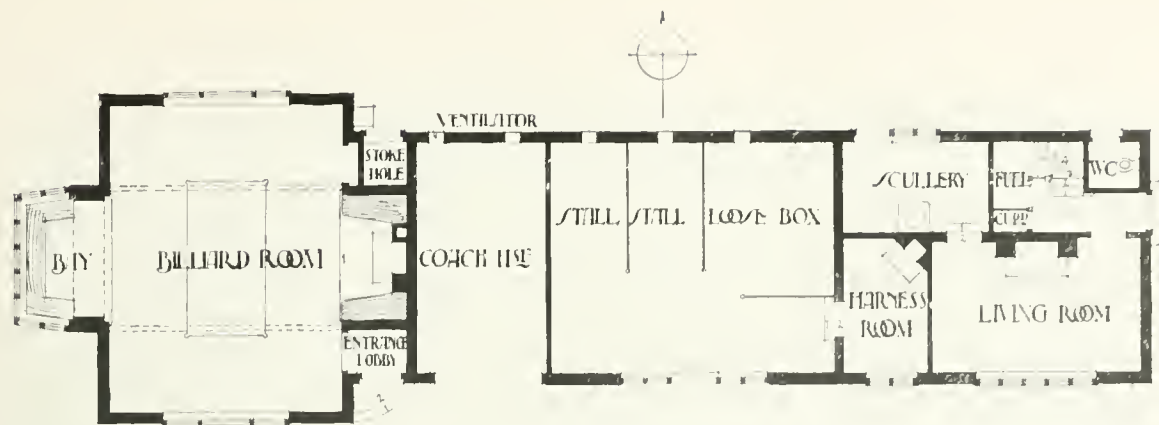 VENTILATOR
STOKE
HOLE
SCULLERY
FUEL
WC
STALL
STALL
LOOSE BOX
CUPP
BAY
BILLIARD ROOM
COACH HSE
HARNESS
ROOM
LIVING ROOM
ENTRANCE
LOBBY